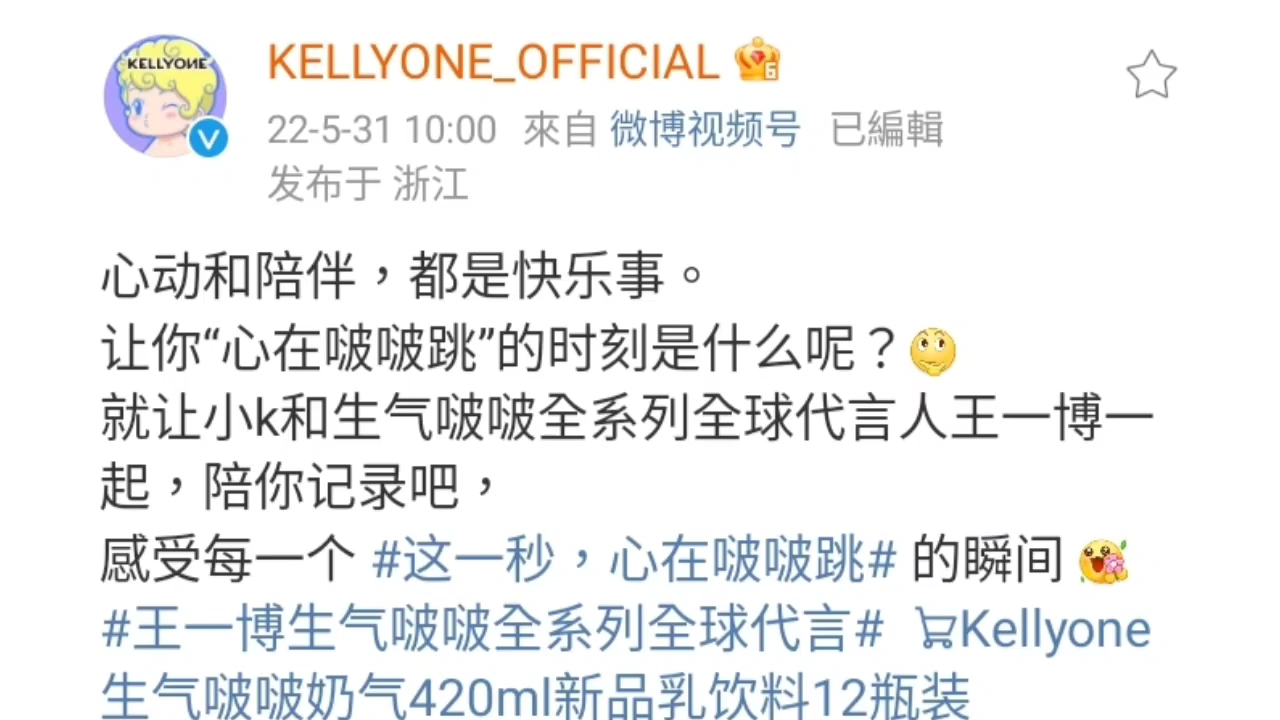 KELLYONE
KELLYONE_OFFICIAL 6
22-5-31 10:00 來自 微博视频号 已編輯
发布于 浙江
心动和陪伴，都是快乐事。
让你“心在啵啵跳”的时刻是什么呢？
就让小k和生气啵啵全系列全球代言人王一博一
起，陪你记录吧，
感受每一个 #这一秒，心在啵啵跳# 的瞬间
#王一博生气啵啵全系列全球代言# Kellyone
生气啵啵奶气420ml新品乳饮料12瓶装